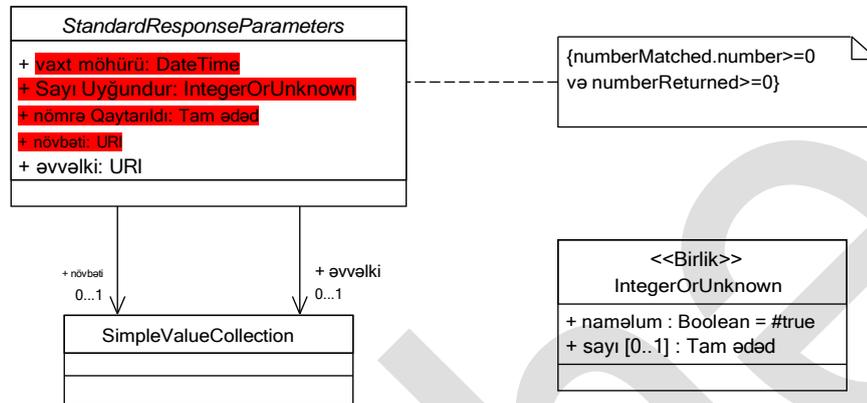 StandardResponseParameters
+ vaxt möhürü: DateTime
+ Sayı Uyğundur: IntegerOrUnknown
+ nömrə Qaytarıldı: Tam ədəd
+ növbəti: URI
+ əvvəlki: URI
{numberMatched.number>=0
və numberReturned>=0}
+ növbəti
0...1
+ əvvəlki
0...1
SimpleValueCollection
<<Birlik>>
IntegerOrUnknown
+ naməlum : Boolean = #true
+ sayı [0..1] : Tam ədəd